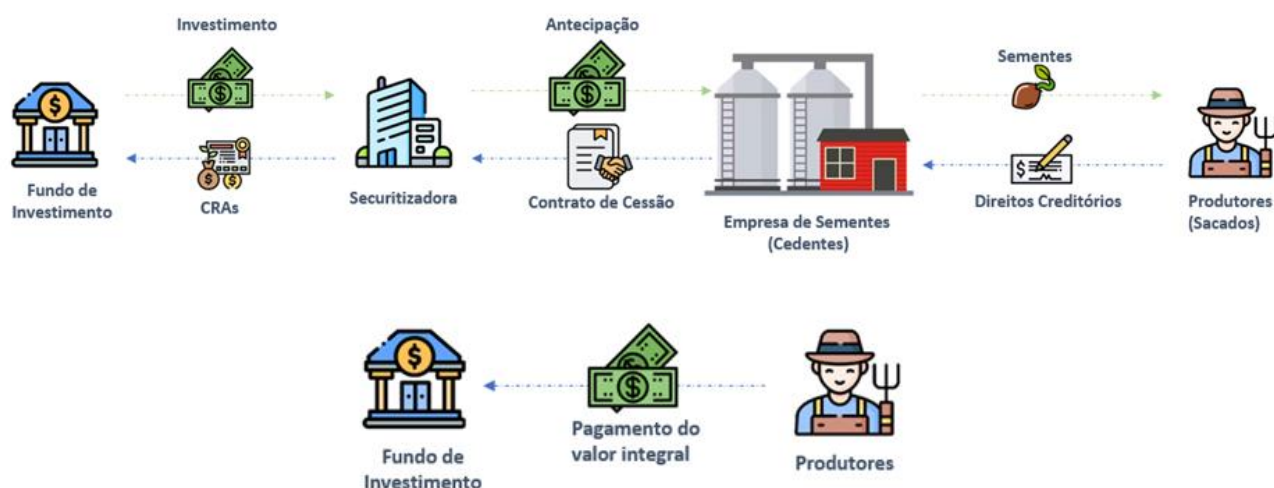 Investimento
Antecipação
Sementes
Fundo de
Investimento
CRAs
Securitizadora
Contrato de Cessão
Empresa de Sementes
(Cedentes)
Direitos Creditórios
Produtores
(Sacados)
Fundo de
Investimento
Pagamento do
valor integral
Produtores